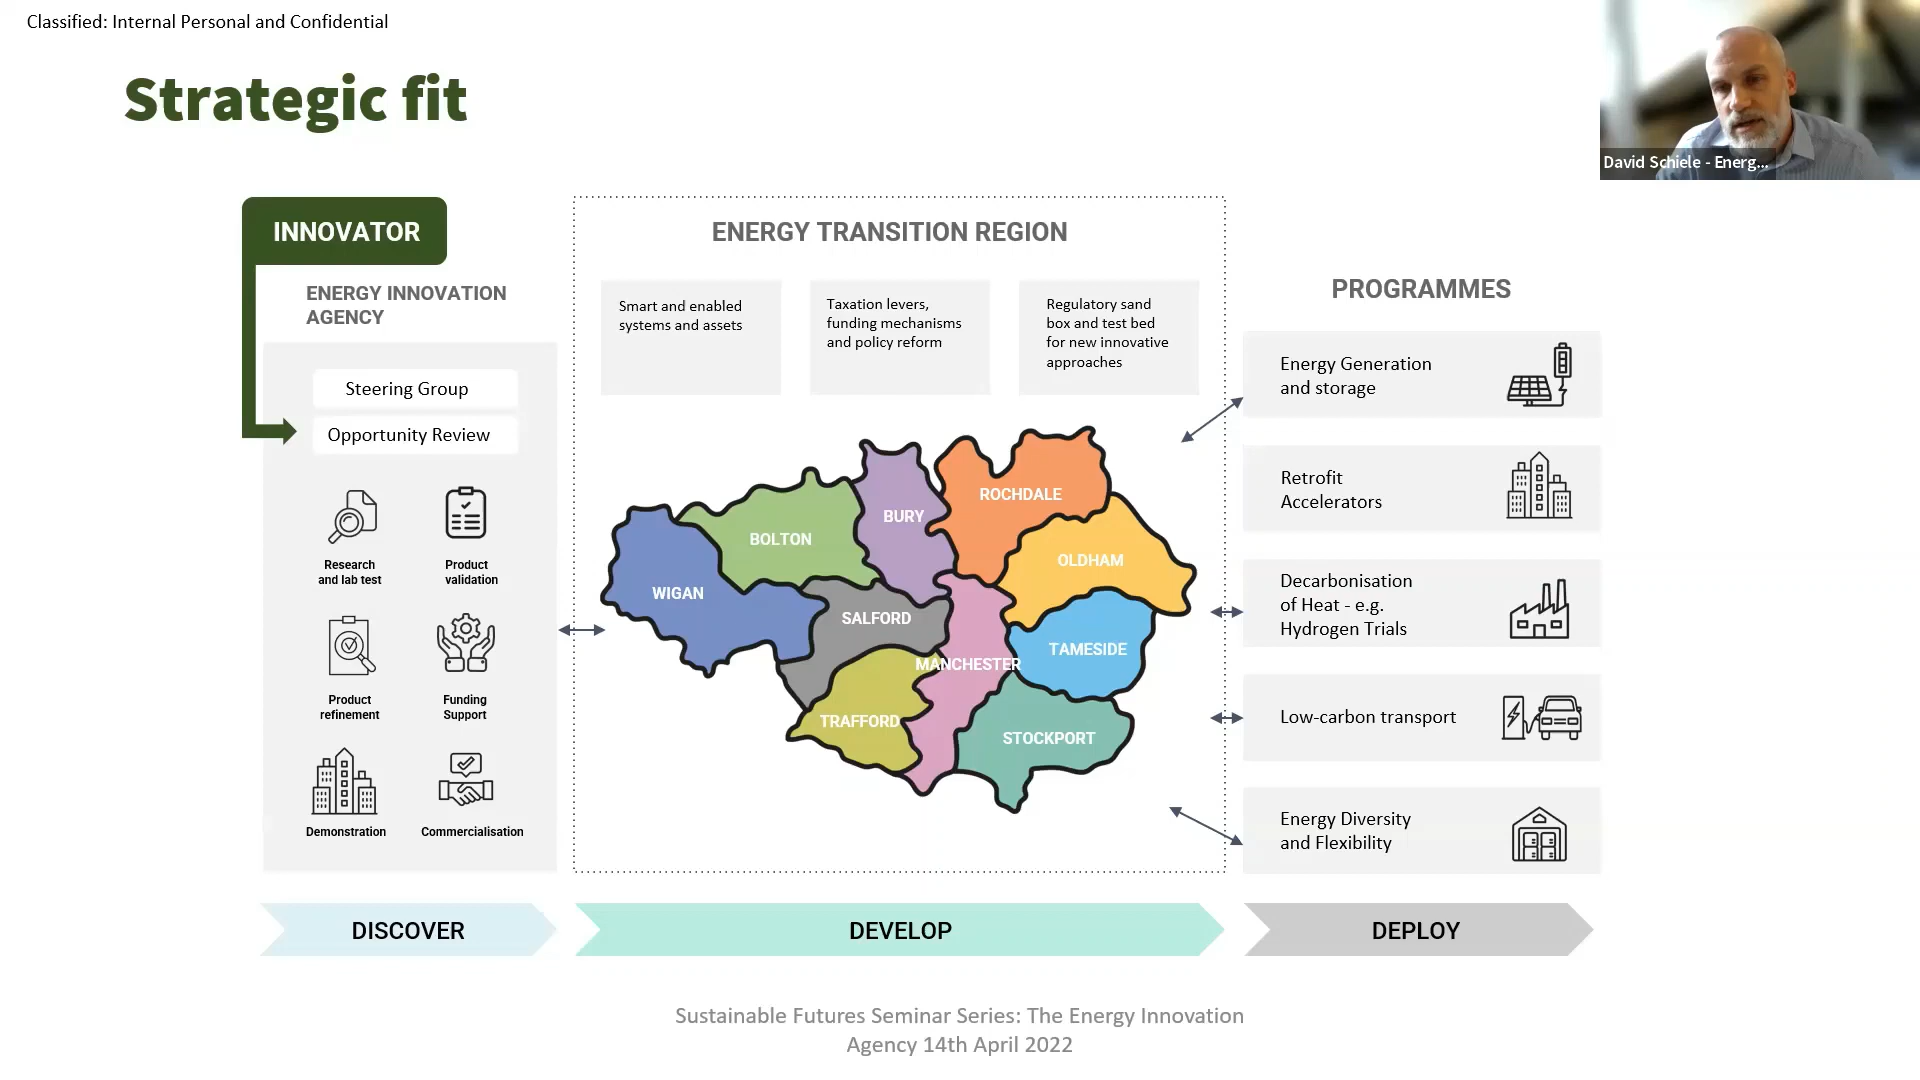 Classified: Internal Personal and Confidential
Strategic fit
David Schiele - Energ...
INNOVATOR
ENERGY INNOVATION
AGENCY
Steering Group
Opportunity Review
Research
and lab test
Product
validation
Product
refinement
Funding
Support
Demonstration
Commercialisation
ENERGY TRANSITION REGION
Smart and enabled
systems and assets
Taxation levers,
funding mechanisms
and policy reform
Regulatory sand
box and test bed
for new innovative
approaches
ROCHDALE
BURY
BOLTON
OLDHAM
WIGAN
SALFORD
TAMESIDE
MANCHESTER
TRAFFORD
STOCKPORT
PROGRAMMES
Energy Generation
and storage
Retrofit
Accelerators
Decarbonisation
of Heat - e.g.
Hydrogen Trials
Low-carbon transport
Energy Diversity
and Flexibility
DISCOVER
DEVELOP
DEPLOY
Sustainable Futures Seminar Series: The Energy Innovation
Agency 14th April 2022